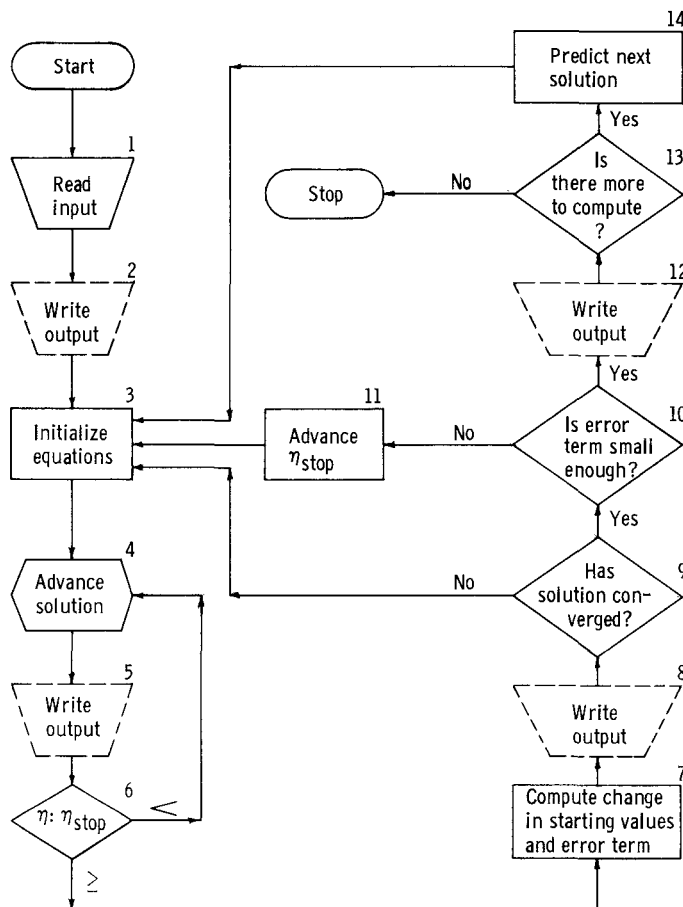 Start
1
Read
input
2
Write
output
3
Initialize
equations
4
Advance
solution
5
Write
output
6
η: ηstop
<
≥
14
Predict next
solution
Yes
13
Is
there more
to compute
?
No
Stop
12
Write
output
Yes
10
Is error
term small
enough?
No
11
Advance
ηstop
Yes
9
Has
solution con-
verged?
No
8
Write
output
7
Compute change
in starting values
and error term